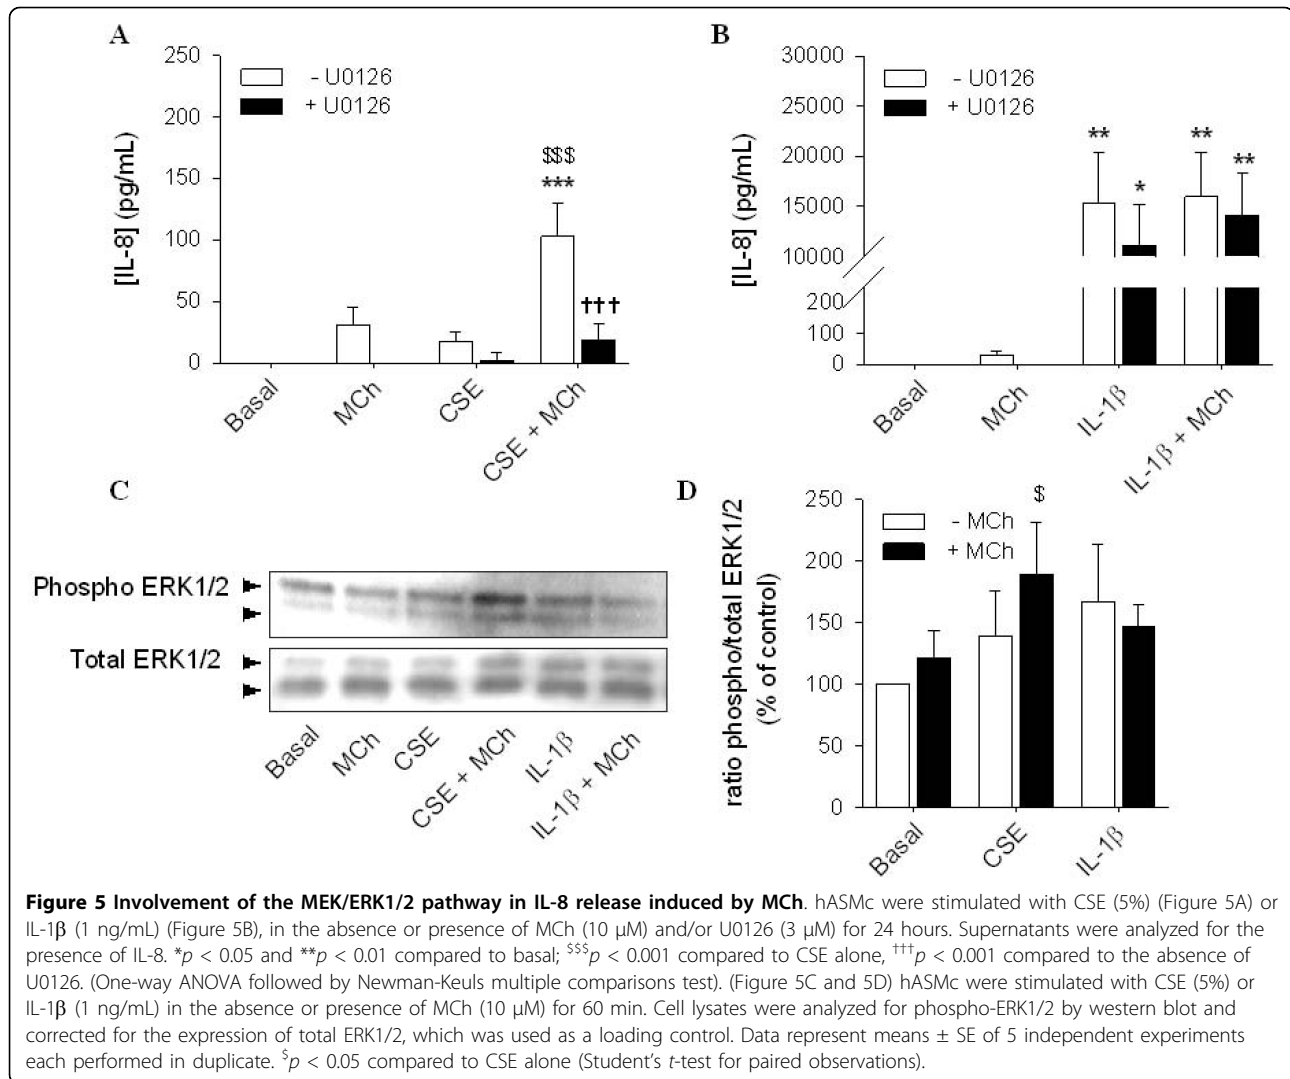 A
250
200
150
100
50
0
[IL-8] (pg/mL)
- U0126
+ U0126
$$$
***
†††
Basal
MCh
CSE
CSE + MCh
B
30000
25000
20000
15000
10000
200
100
0
[IL-8] (pg/mL)
- U0126
+ U0126
**
*
**
**
Basal
MCh
IL-1β
IL-1β + MCh
C
Phospho ERK1/2
Total ERK1/2
Basal
MCh
CSE
CSE + MCh
IL-1β
IL-1β + MCh
D
250
200
150
100
50
0
ratio phospho/total ERK1/2
(% of control)
- MCh
+ MCh
$
Basal
CSE
IL-1β
Figure 5 Involvement of the MEK/ERK1/2 pathway in IL-8 release induced by MCh. hASMc were stimulated with CSE (5%) (Figure 5A) or
IL-1β (1 ng/mL) (Figure 5B), in the absence or presence of MCh (10 μM) and/or U0126 (3 μM) for 24 hours. Supernatants were analyzed for the
presence of IL-8. *p < 0.05 and **p < 0.01 compared to basal; $$$p < 0.001 compared to CSE alone, †††p < 0.001 compared to the absence of
U0126. (One-way ANOVA followed by Newman-Keuls multiple comparisons test). (Figure 5C and 5D) hASMc were stimulated with CSE (5%) or
IL-1β (1 ng/mL) in the absence or presence of MCh (10 μM) for 60 min. Cell lysates were analyzed for phospho-ERK1/2 by western blot and
corrected for the expression of total ERK1/2, which was used as a loading control. Data represent means ± SE of 5 independent experiments
each performed in duplicate. $p < 0.05 compared to CSE alone (Student's t-test for paired observations).